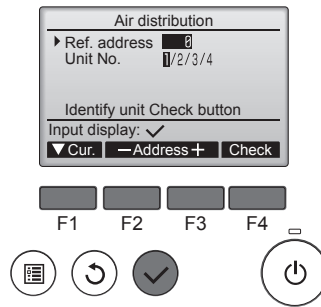 Air distribution
Ref. address 0
Unit No. 1/2/3/4
Identify unit Check button
Input display: ✓
▼Cur. −Address+ Check
F1 F2 F3 F4